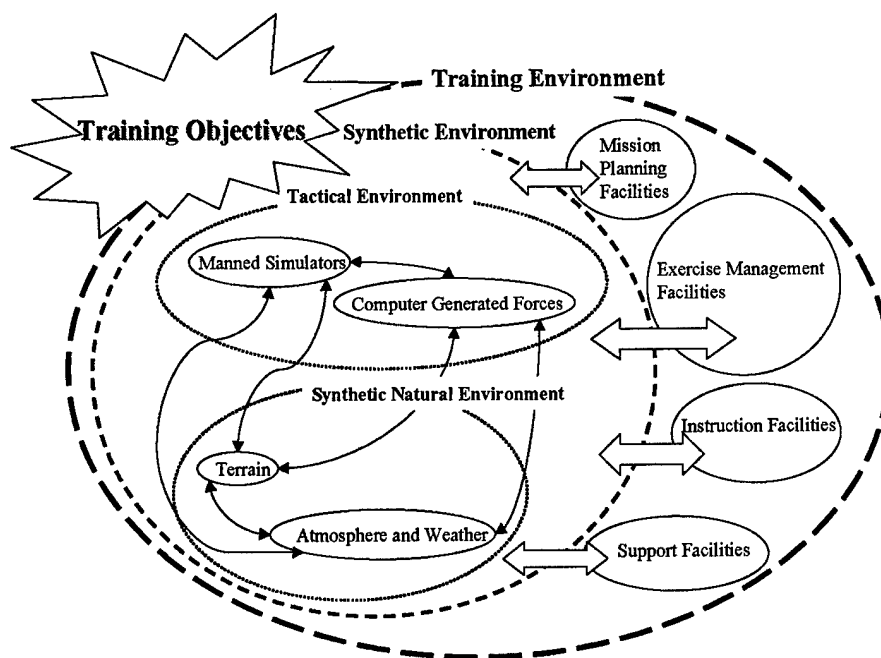 Training Environment
Training Objectives
Synthetic Environment
Mission
Planning
Facilities
Tactical Environment
Manned Simulators
Exercise Management
Facilities
Computer Generated Forces
Synthetic Natural Environment
Instruction Facilities
Terrain
Atmosphere and Weather
Support Facilities